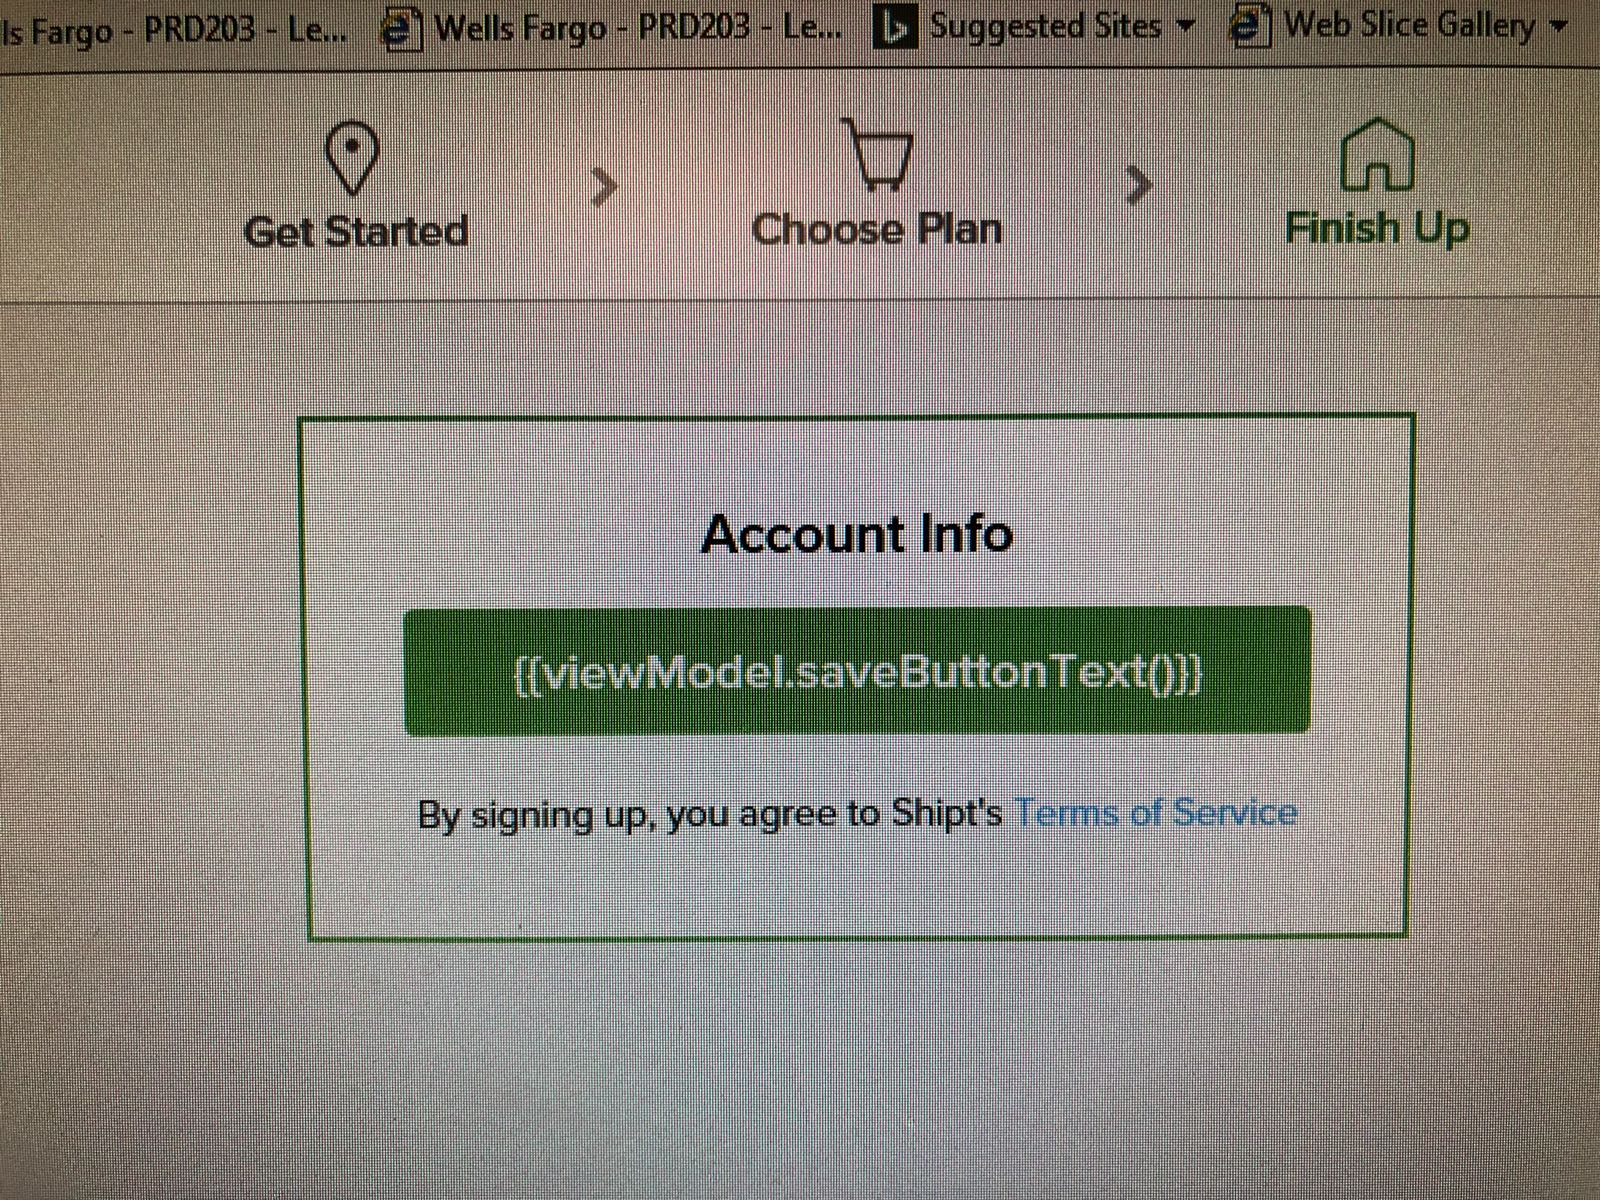 ls Fargo - PRD203 - Le... Wells Fargo - PRD203 - Le... Suggested Sites Web Slice Gallery
Get Started Choose Plan Finish Up
Account Info
{{viewModel.saveButtonText()}}
By signing up, you agree to Shipt's Terms of Service